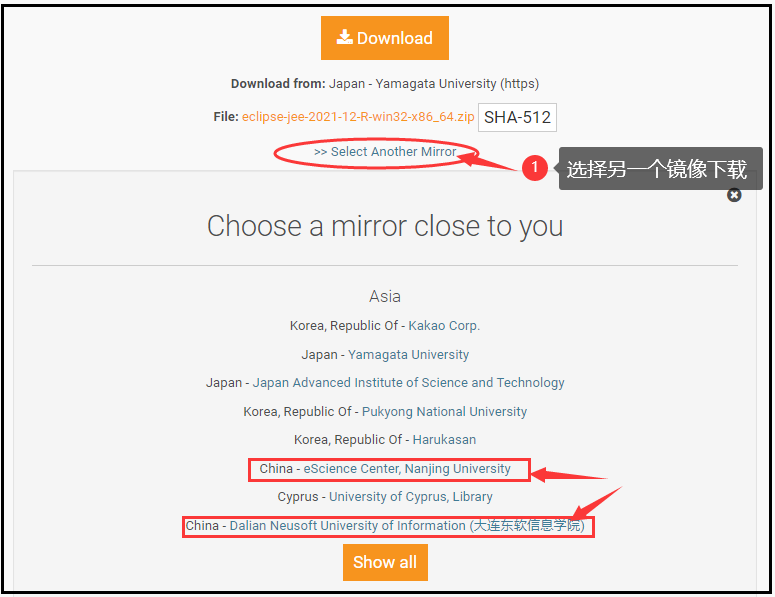 Download
Download from: Japan - Yamagata University (https)
File: eclipse-jee-2021-12-R-win32-x86_64.zip SHA-512
>> Select Another Mirror
1 选择另一个镜像下载
Choose a mirror close to you
Asia
Korea, Republic Of - Kakao Corp.
Japan - Yamagata University
Japan - Japan Advanced Institute of Science and Technology
Korea, Republic Of - Pukyong National University
Korea, Republic Of - Harukasan
China - eScience Center, Nanjing University
Cyprus - University of Cyprus, Library
China - Dalian Neusoft University of Information (大连东软信息学院)
Show all